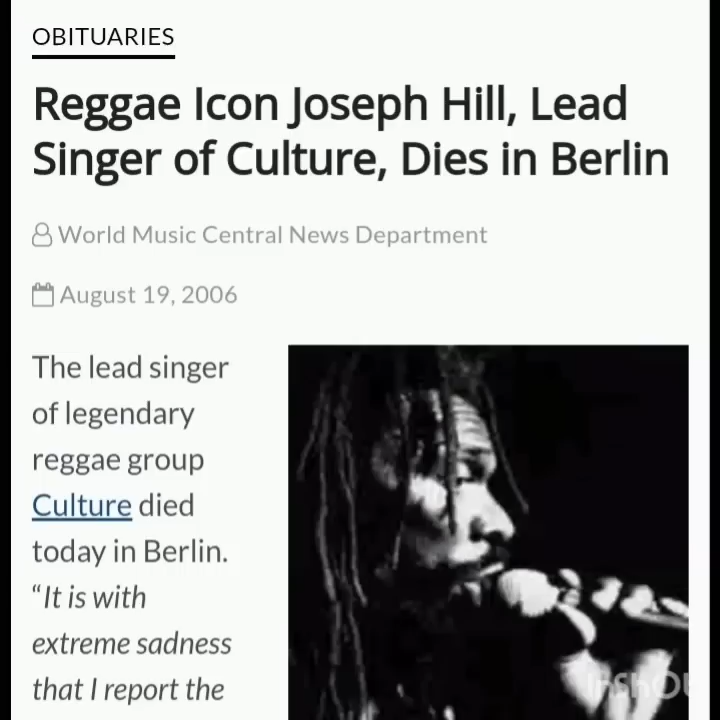 OBITUARIES
Reggae Icon Joseph Hill, Lead
Singer of Culture, Dies in Berlin
World Music Central News Department
August 19, 2006
The lead singer
of legendary
reggae group
Culture died
today in Berlin.
“It is with
extreme sadness
that I report the